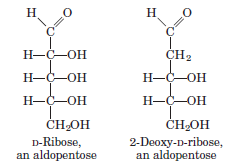 H O H O
C C
H–C–OH CH₂
H–C–OH H–C–OH
H–C–OH H–C–OH
CH₂OH CH₂OH
D-Ribose, 2-Deoxy-D-ribose,
an aldopentose an aldopentose